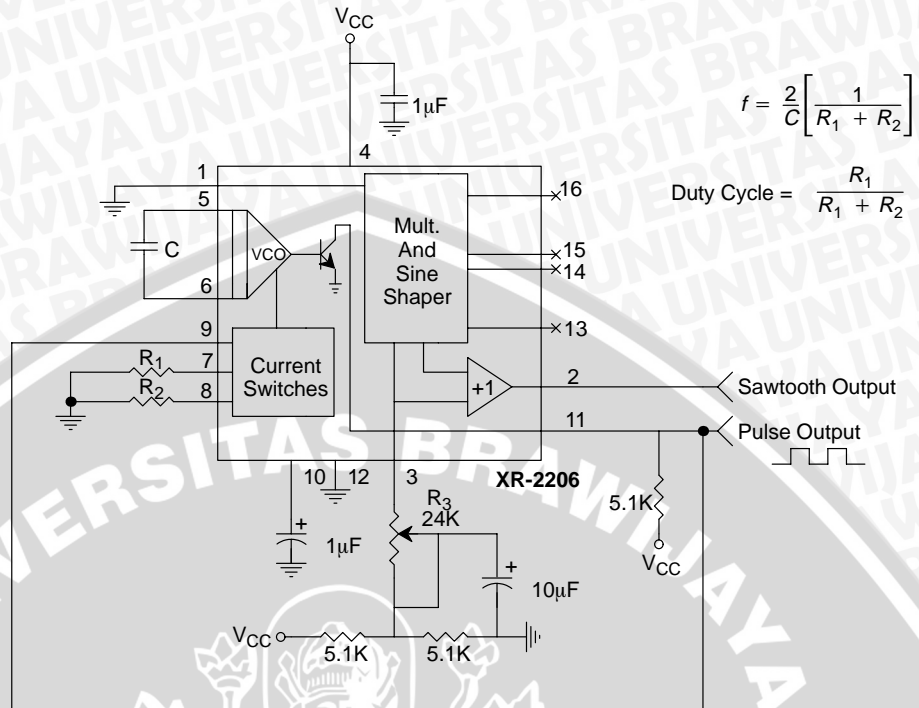 VCC
1μF
f = 2/C [1/(R1 + R2)]
Duty Cycle = R1/(R1 + R2)
4
1
5
C
6
VCO
9
7
8
R1
R2
Current
Switches
Mult.
And
Sine
Shaper
16
15
14
13
+1
2
Sawtooth Output
11
Pulse Output
10
12
3
XR-2206
R3
24K
1μF
10μF
5.1K
VCC
VCC
5.1K
5.1K
UNIVERSITAS BRAWIJAYA